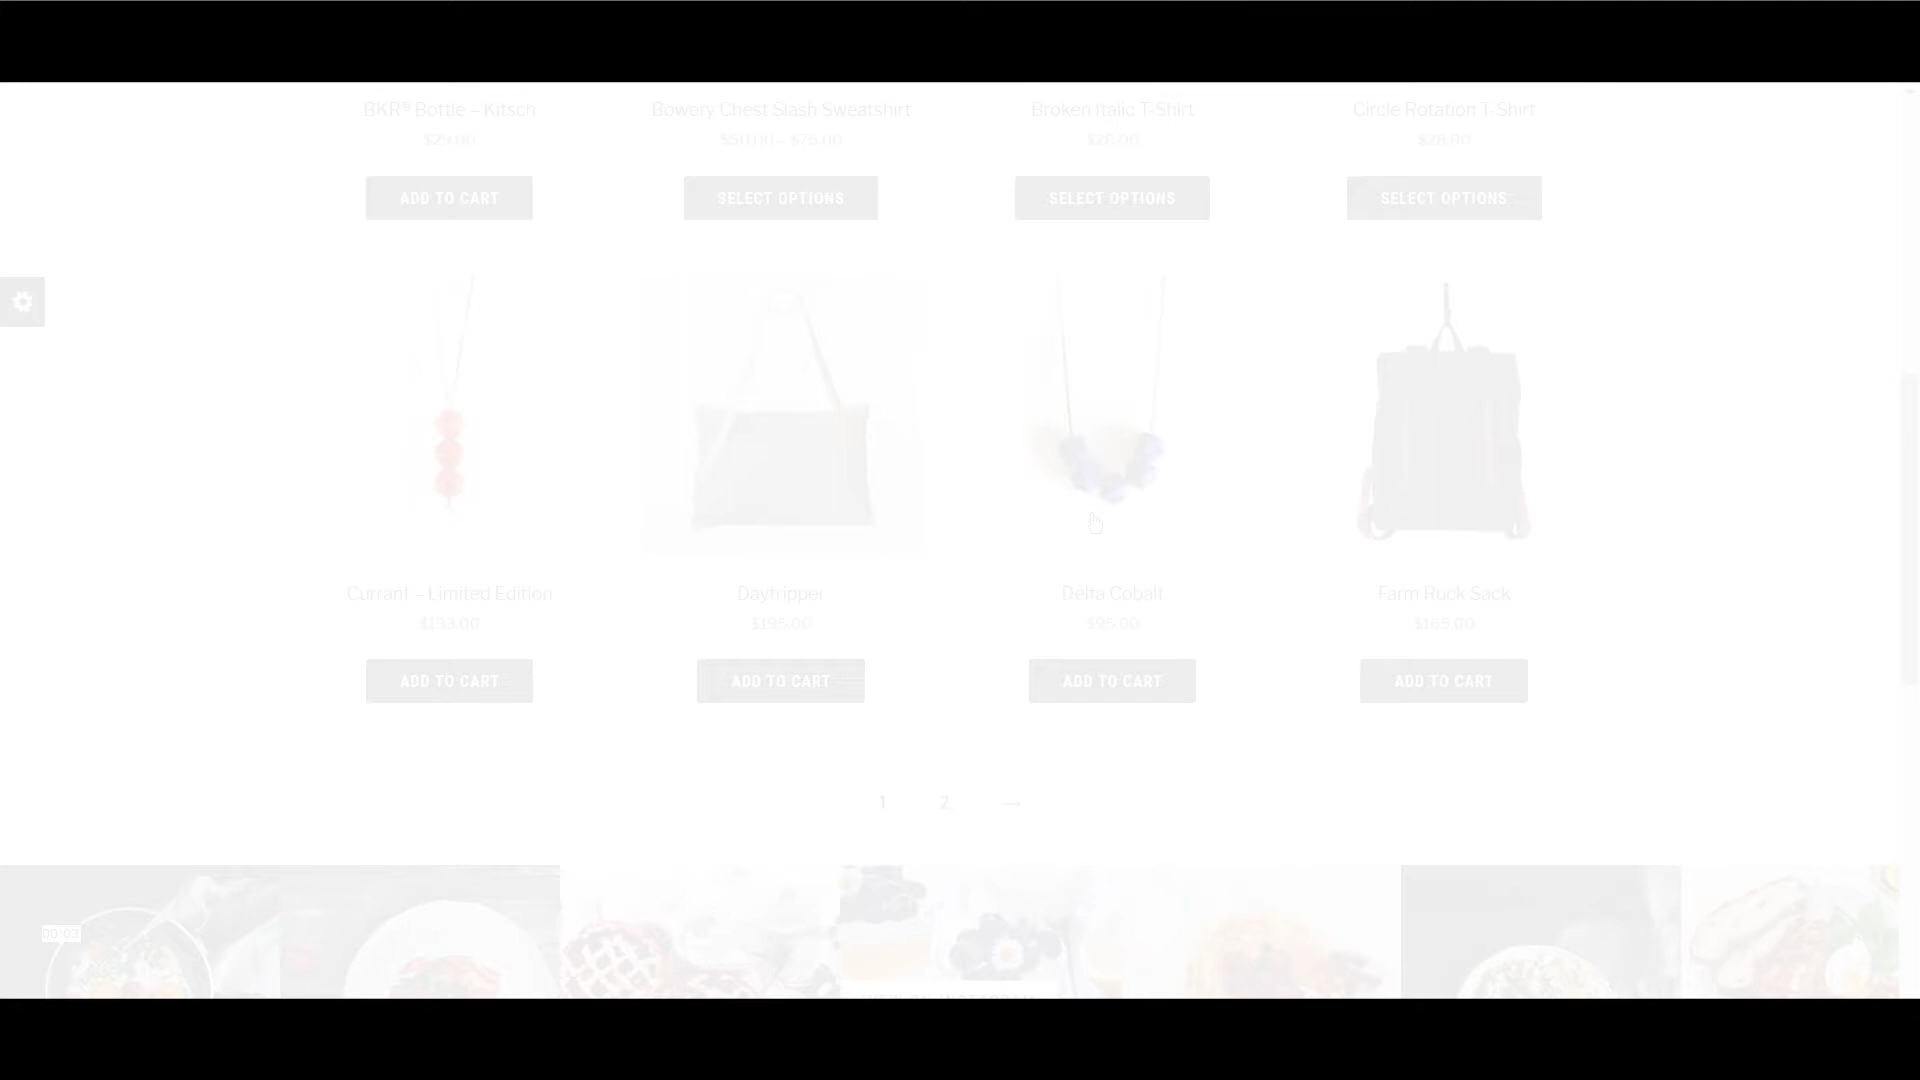 BKR® Bottle – Kitsch
Bowery Chest Slash Sweatshirt
Broken Italic T-Shirt
Circle Rotation T-Shirt
$29.00
$50.00 – $75.00
$28.00
$28.00
ADD TO CART
SELECT OPTIONS
SELECT OPTIONS
SELECT OPTIONS
Currant – Limited Edition
Daytripper
Delta Cobalt
Farm Ruck Sack
$133.00
$195.00
$95.00
$165.00
ADD TO CART
ADD TO CART
ADD TO CART
ADD TO CART
1 2 →
00:03